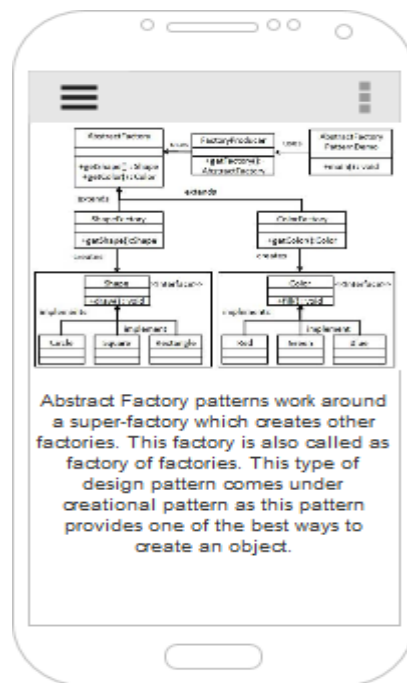 AbstractFactory
+getShape() : Shape
+getColor() : Color
uses
FactoryProducer
+getFactory() :
AbstractFactory
uses
AbstractFactory
PatternDemo
+main() : void
extends
extends
ShapeFactory
+getShape():Shape
ColorFactory
+getColor():Color
creates
creates
Shape
<<Interface>>
+draw() : void
Color
<<Interface>>
+fill() : void
implements
implement
implements
implement
Circle
Square
Rectangle
Red
Green
Blue
Abstract Factory patterns work around
a super-factory which creates other
factories. This factory is also called as
factory of factories. This type of
design pattern comes under
creational pattern as this pattern
provides one of the best ways to
create an object.